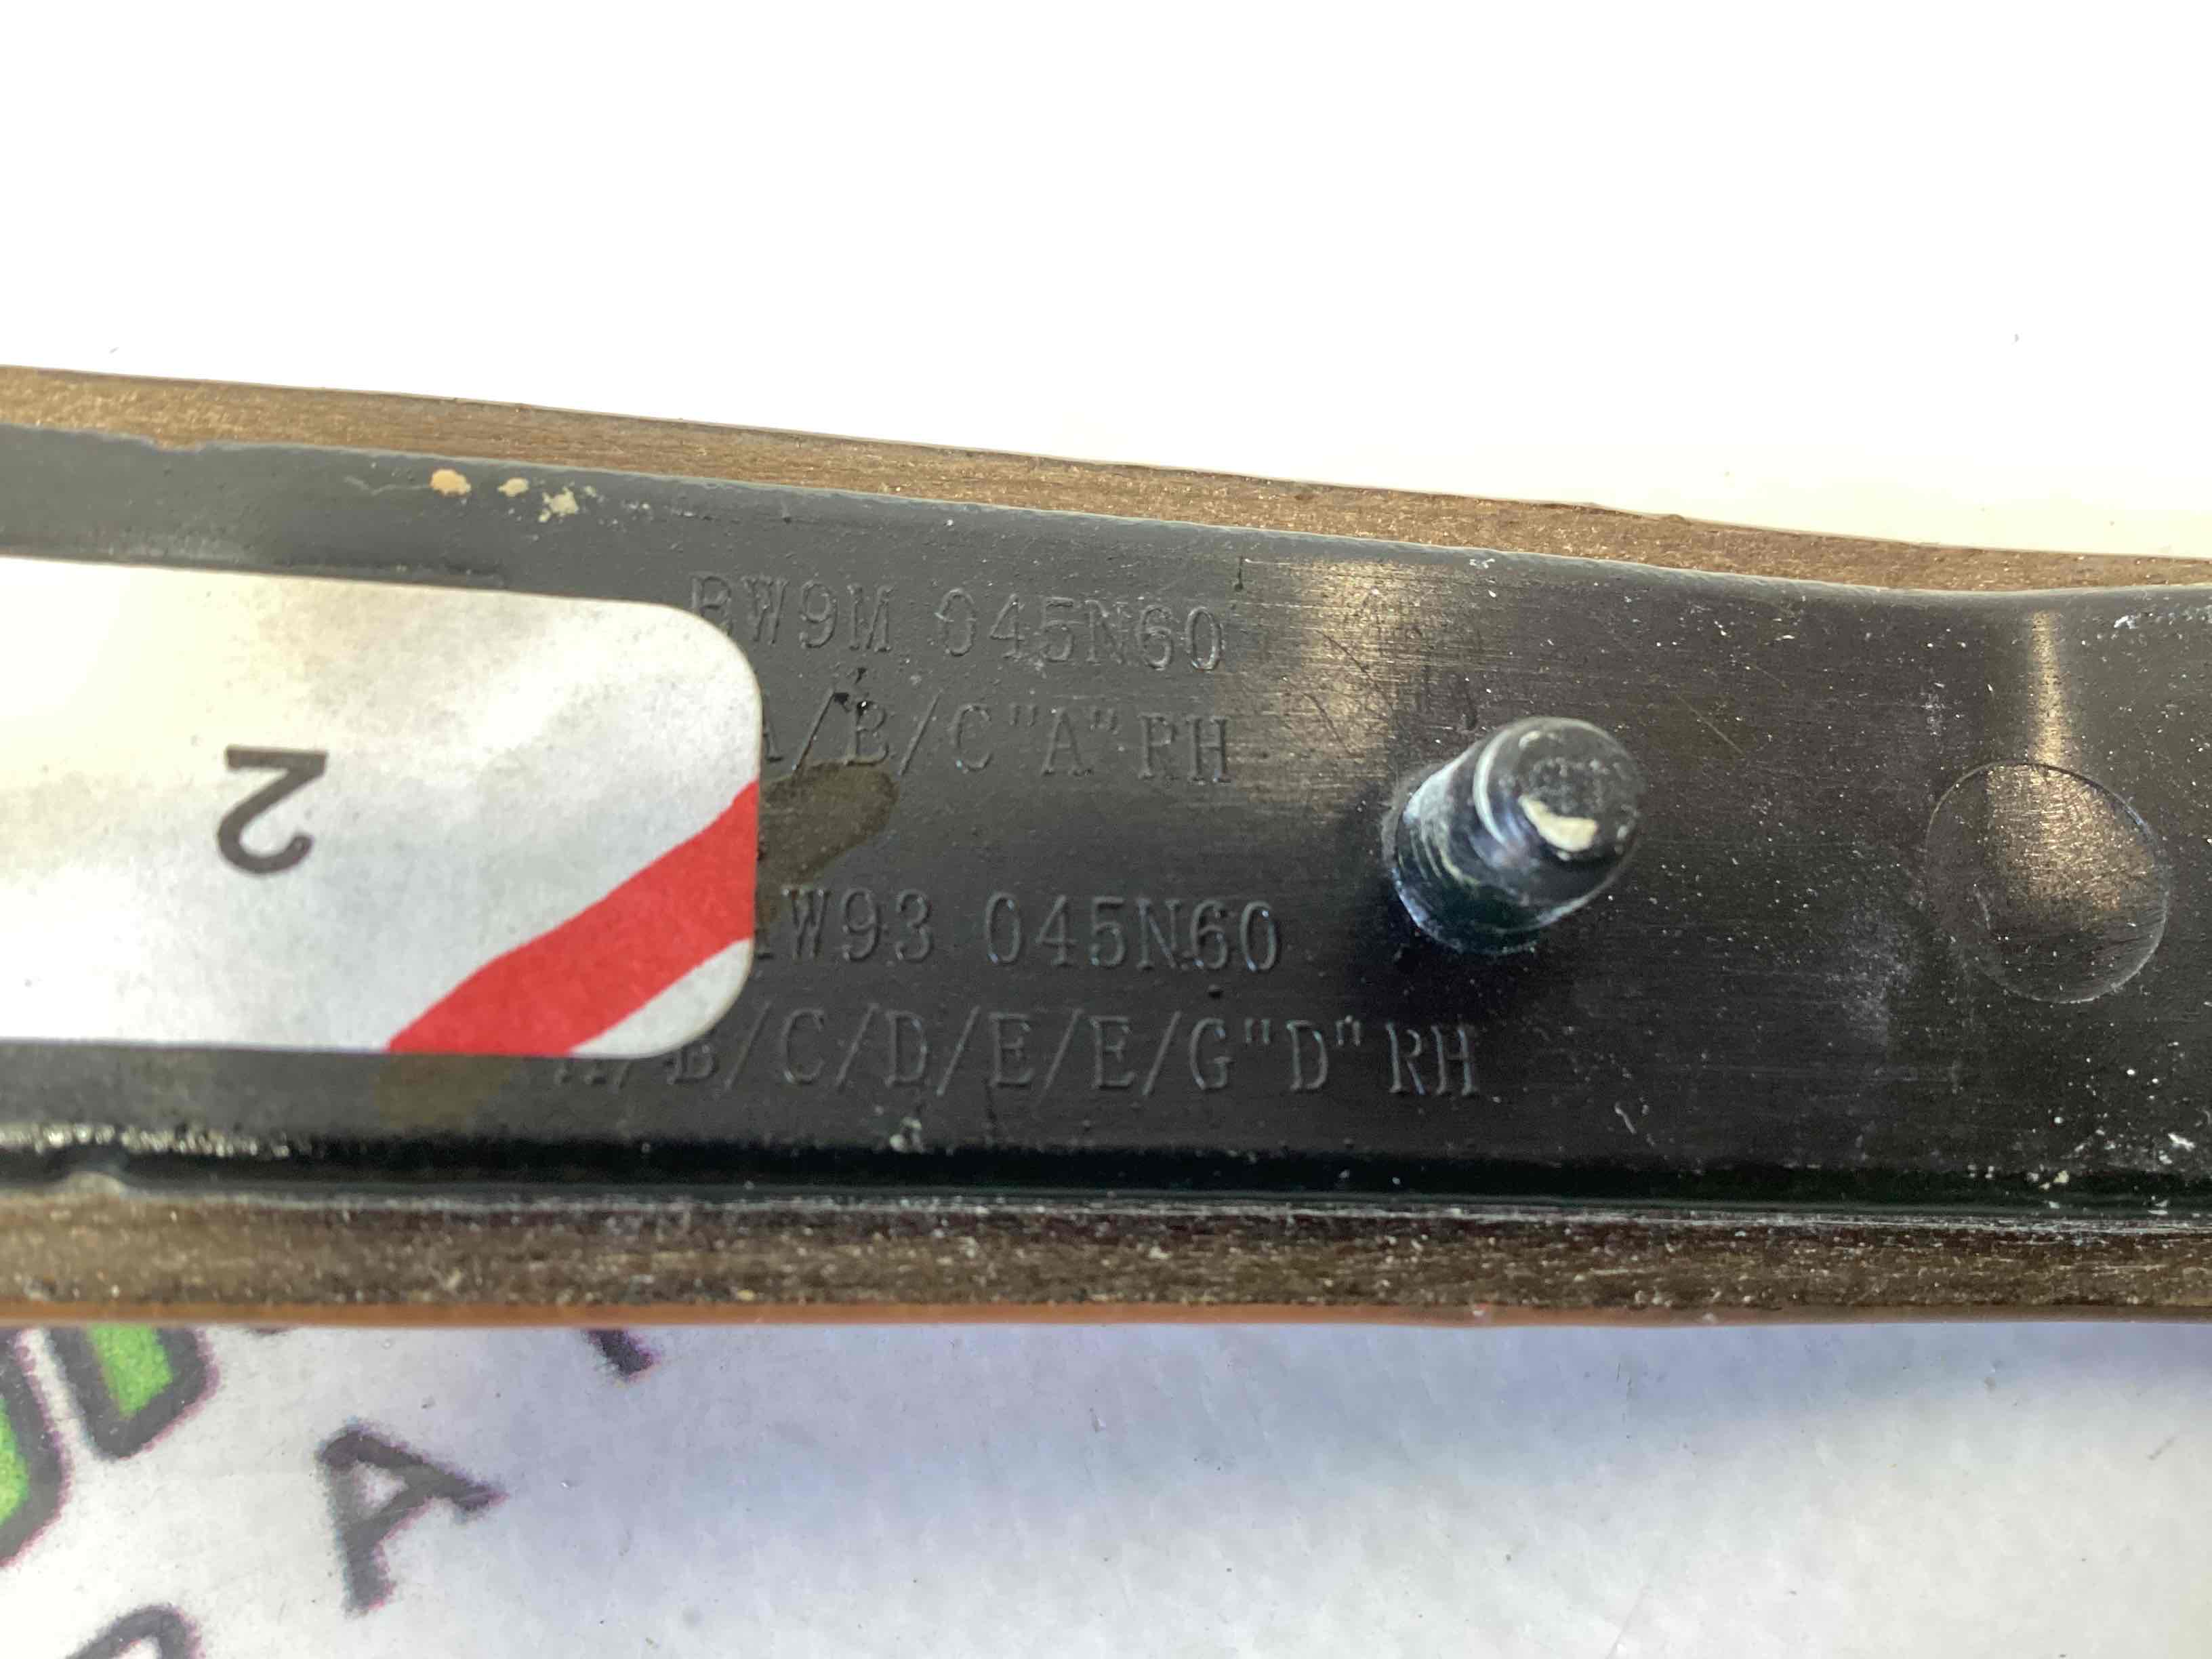 BW9M 045N60
A/B/C"A" RH
W93 045N60
A/B/C/D/E/E/G"D" RH
2
A